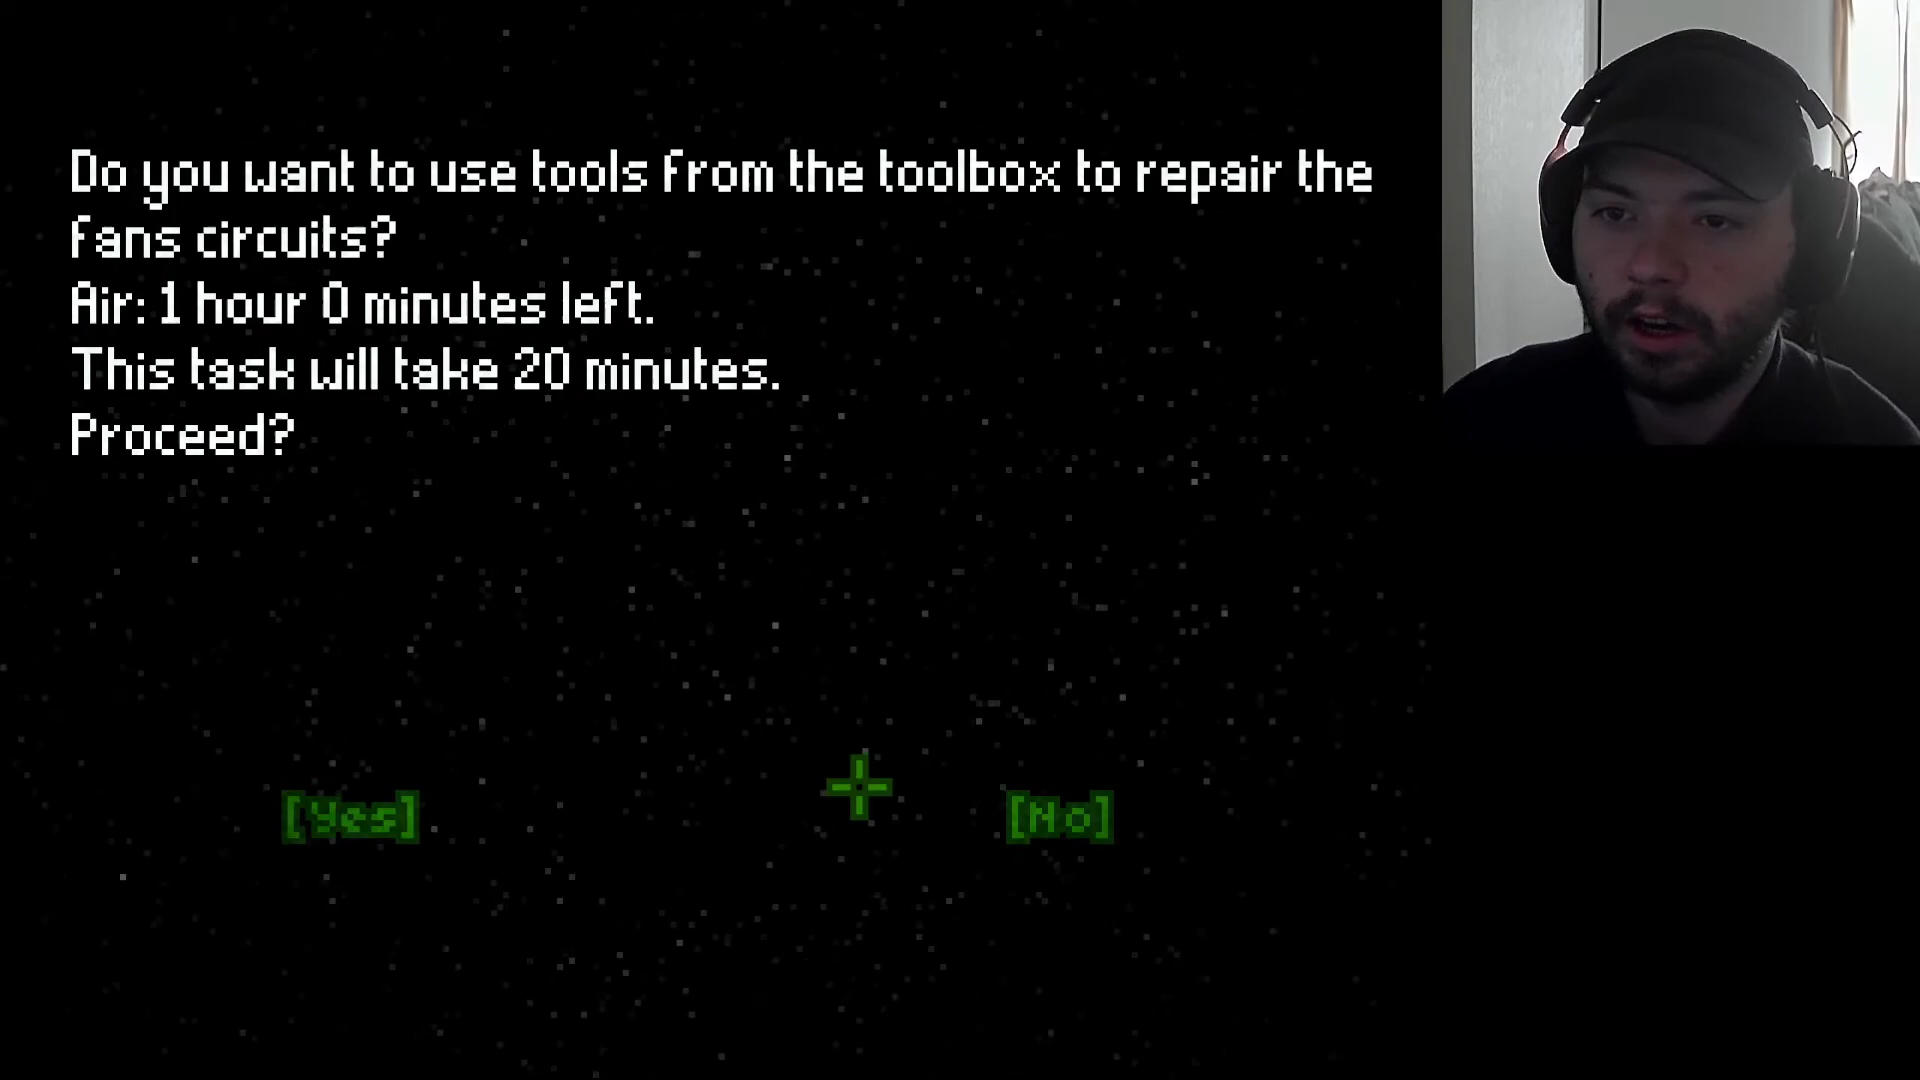 Do you want to use tools from the toolbox to repair the
fans circuits?
Air: 1 hour 0 minutes left.
This task will take 20 minutes.
Proceed?
[Yes]
[No]